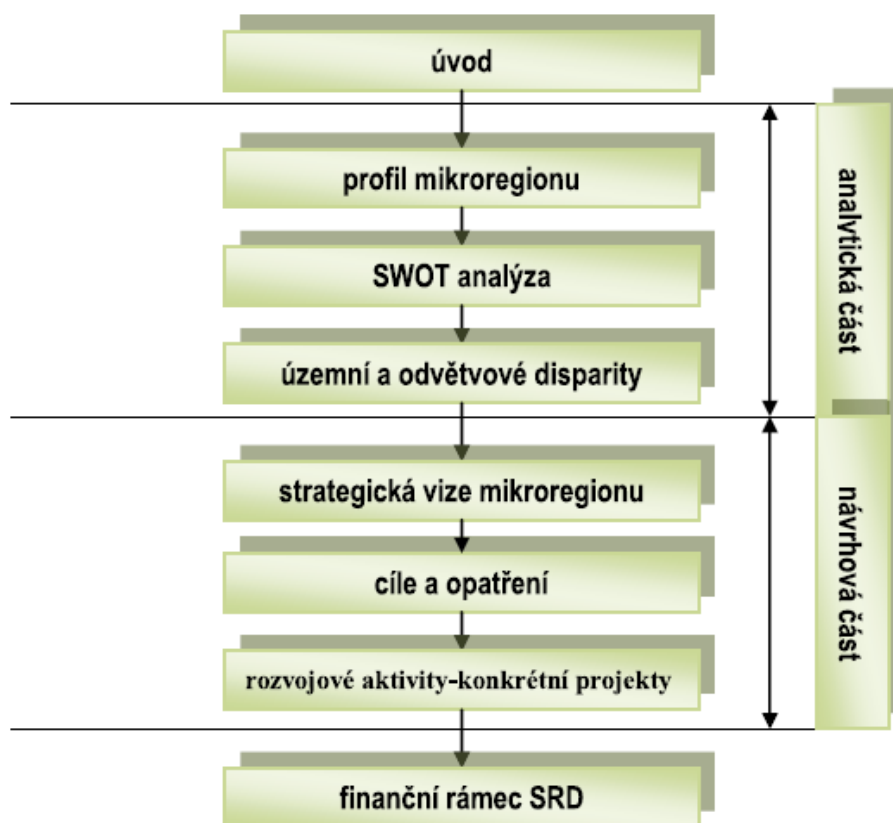 úvod
profil mikroregionu
SWOT analýza
územní a odvětvové disparity
analytická část
strategická vize mikroregionu
cíle a opatření
rozvojové aktivity-konkrétní projekty
návrhová část
finanční rámec SRD